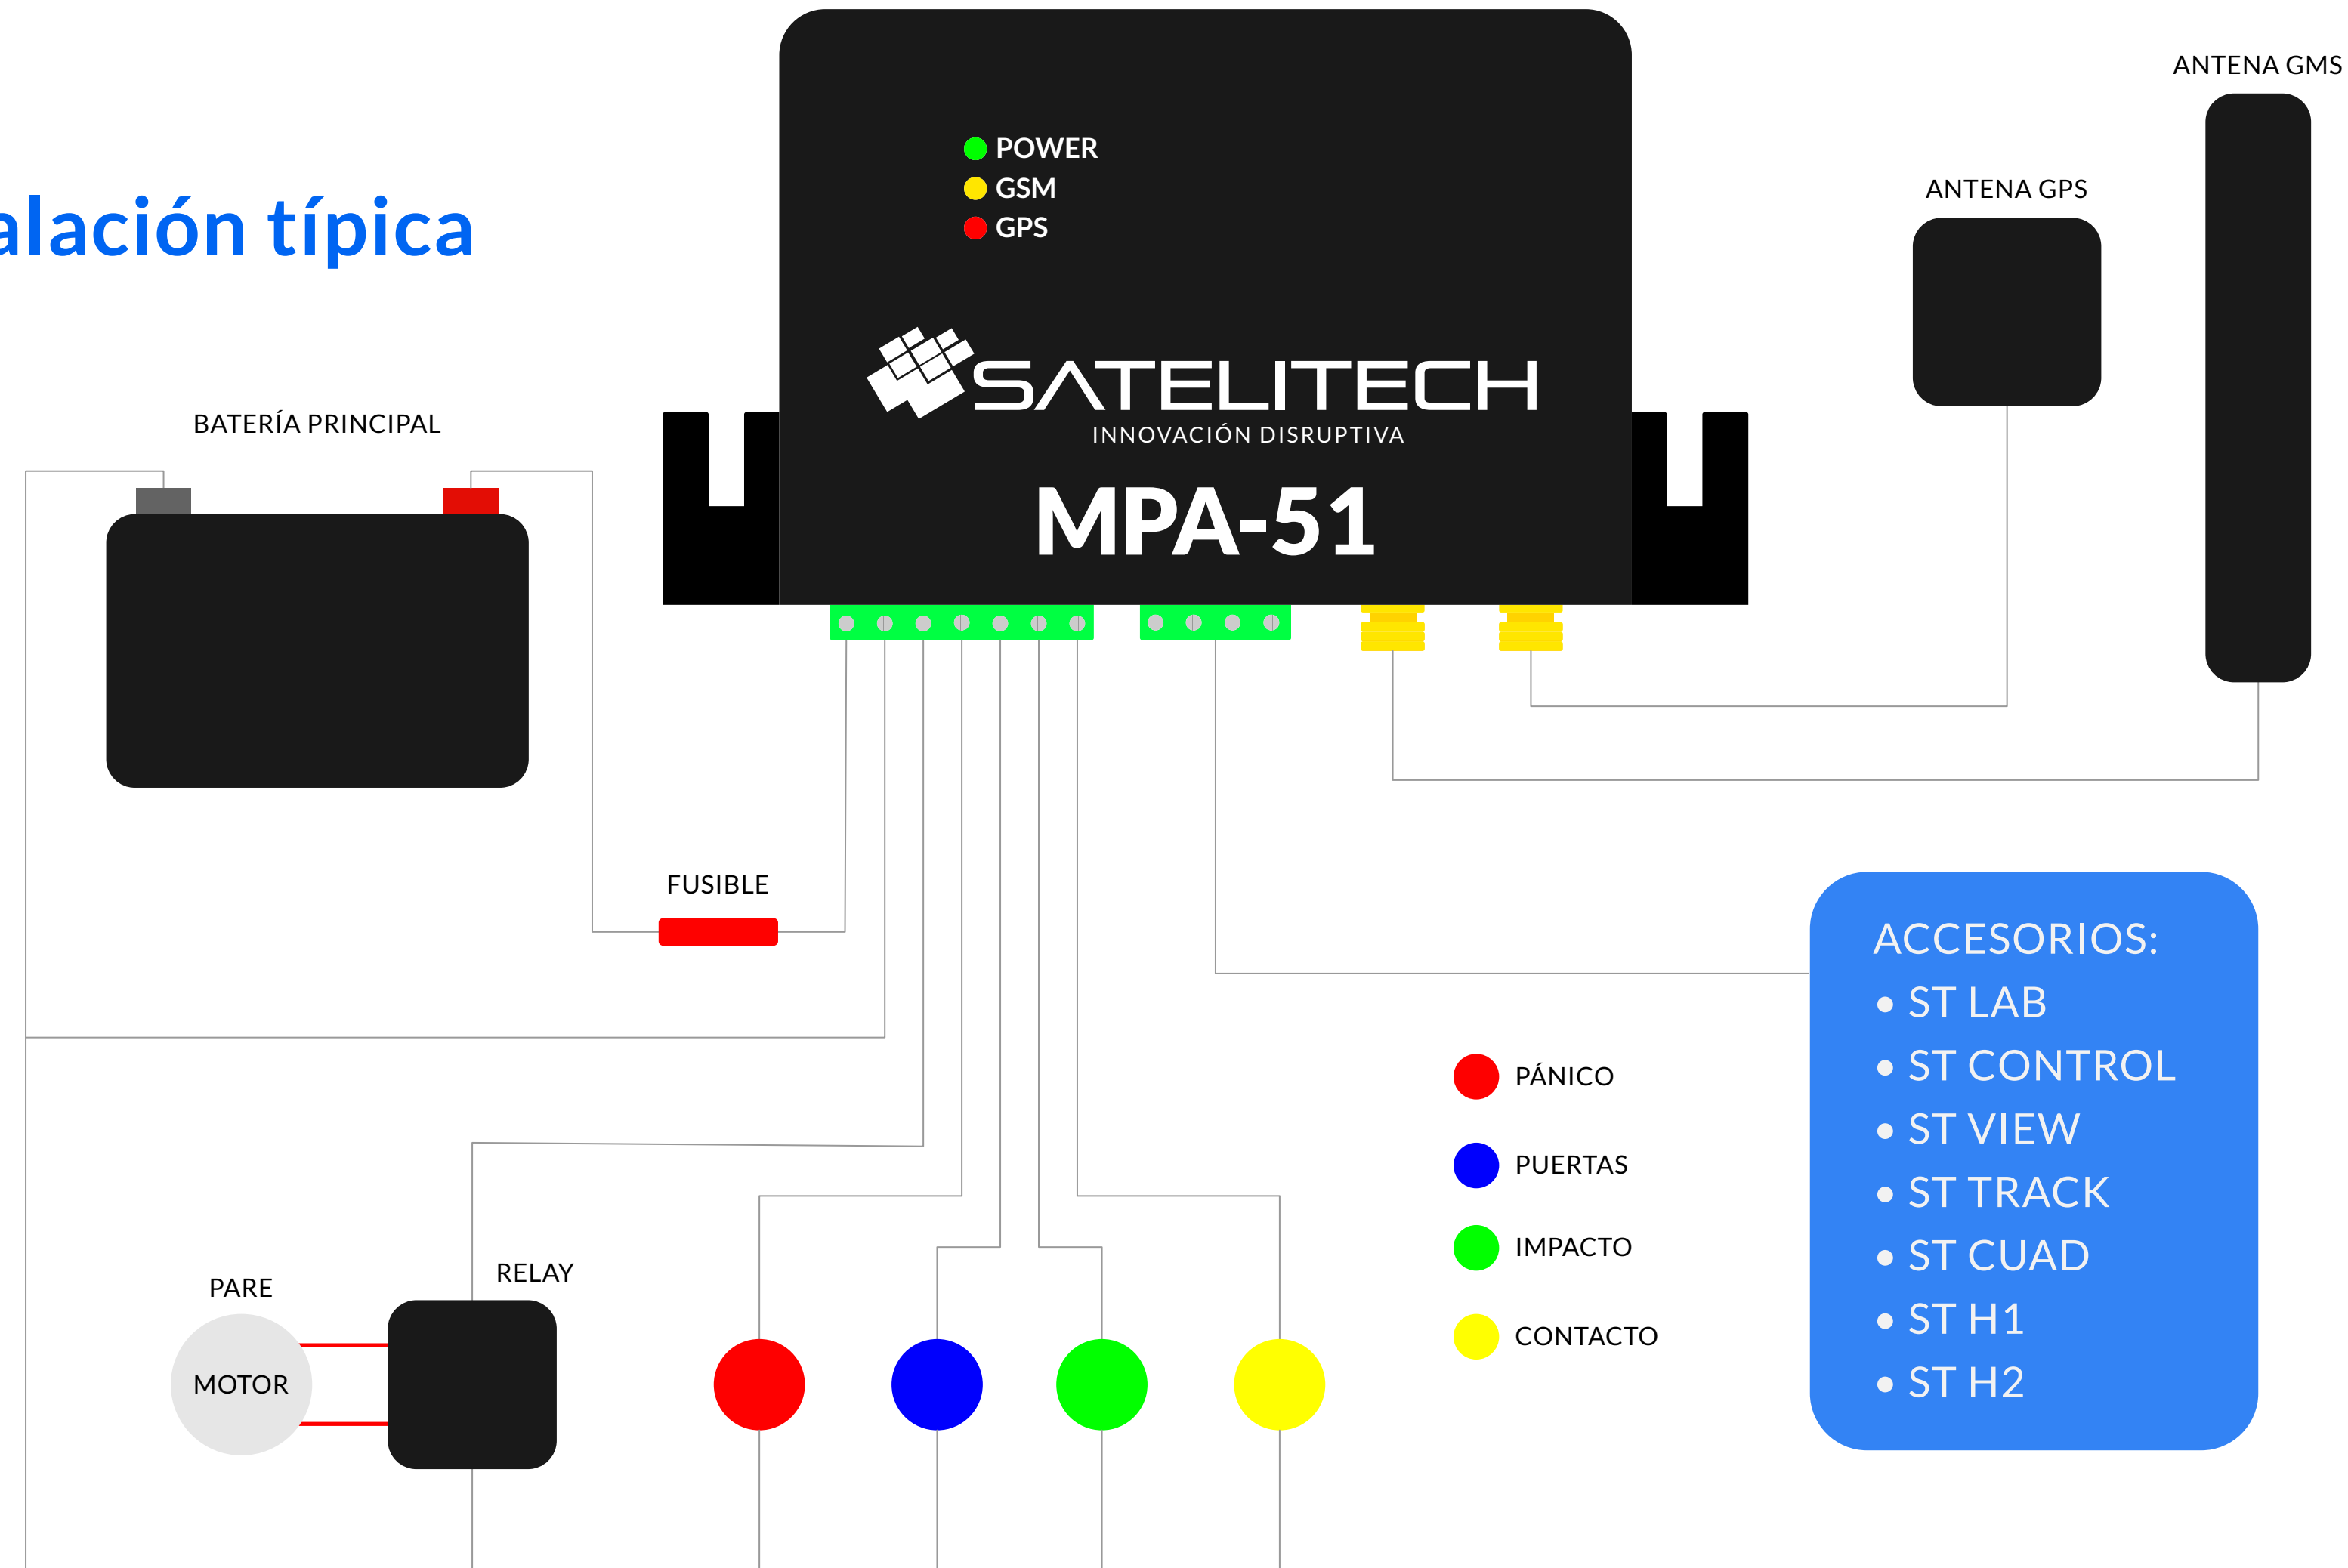 alación típica
POWER
GSM
GPS
SATELITECH
INNOVACIÓN DISRUPTIVA
MPA-51
ANTENA GPS
ANTENA GMS
BATERÍA PRINCIPAL
FUSIBLE
ACCESORIOS:
• ST LAB
• ST CONTROL
• ST VIEW
• ST TRACK
• ST CUAD
• ST H1
• ST H2
PÁNICO
PUERTAS
IMPACTO
CONTACTO
RELAY
PARE
MOTOR